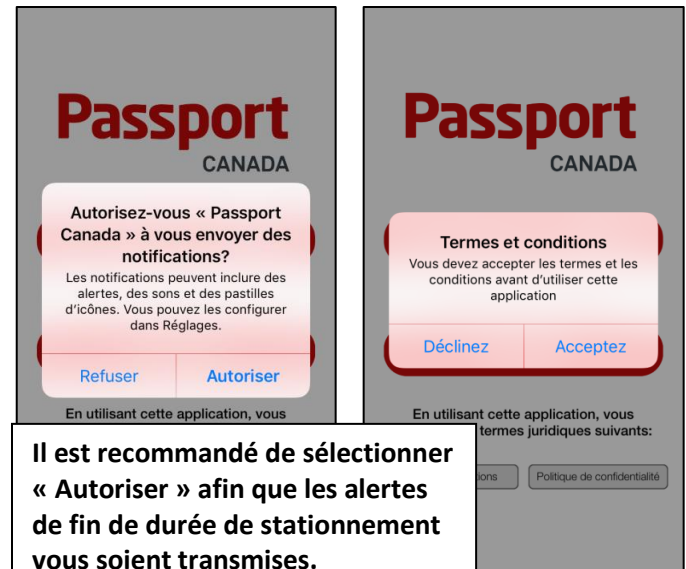 Passport
CANADA
Autorisez-vous « Passport
Canada » à vous envoyer des
notifications?
Les notifications peuvent inclure des
alertes, des sons et des pastilles
d'icônes. Vous pouvez les configurer
dans Réglages.
Refuser Autoriser
En utilisant cette application, vous
Il est recommandé de sélectionner
« Autoriser » afin que les alertes
de fin de durée de stationnement
vous soient transmises.
Passport
CANADA
Termes et conditions
Vous devez accepter les termes et les
conditions avant d'utiliser cette
application
Déclinez Acceptez
En utilisant cette application, vous
termes juridiques suivants:
Politique de confidentialité